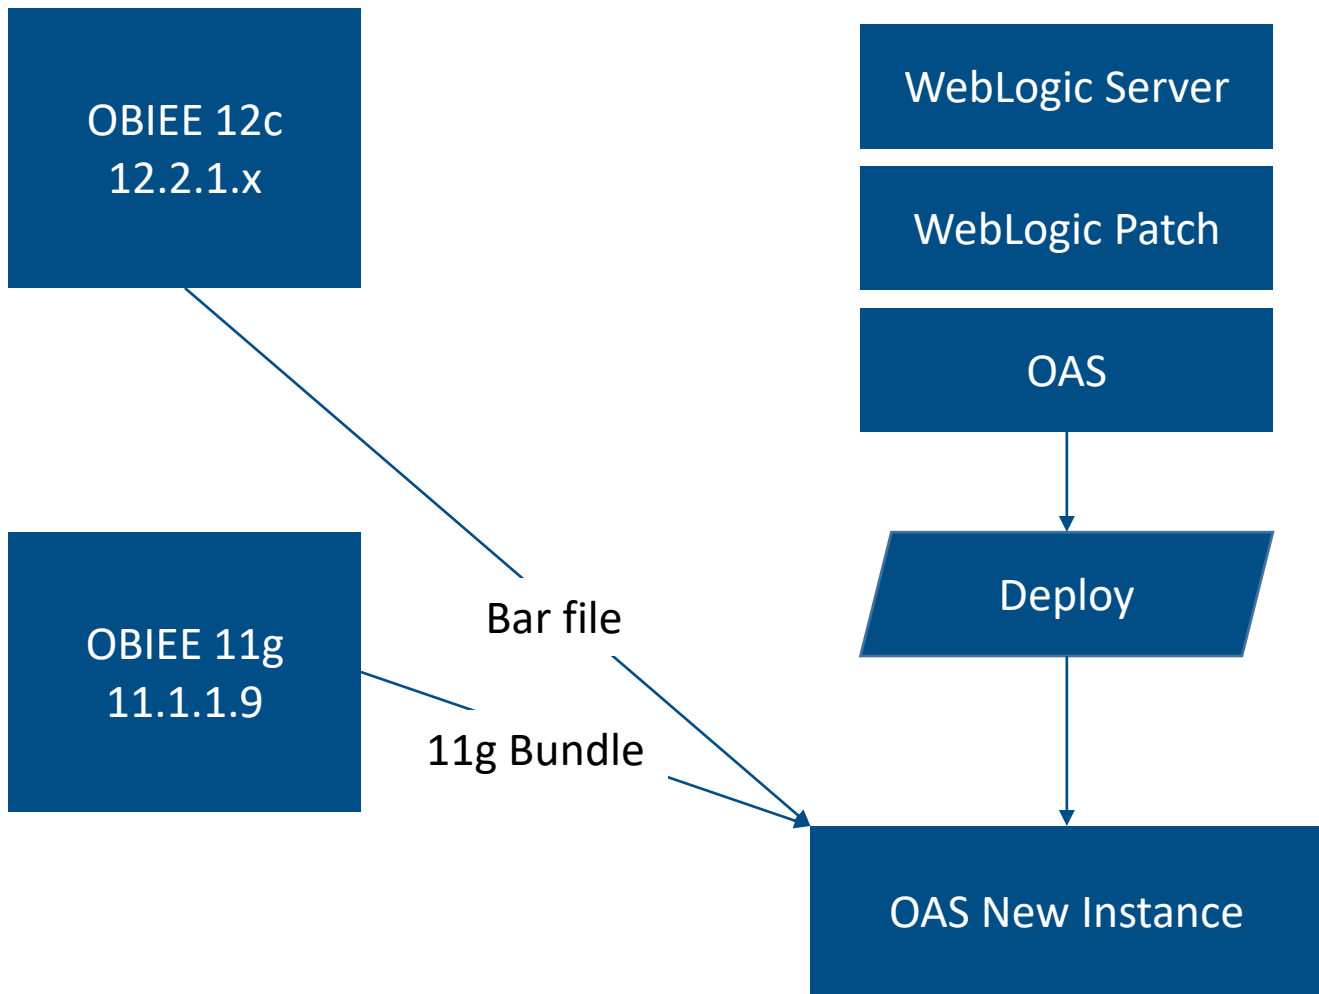 OBIEE 12c
12.2.1.x
WebLogic Server
WebLogic Patch
OAS
Deploy
Bar file
OBIEE 11g
11.1.1.9
11g Bundle
OAS New Instance